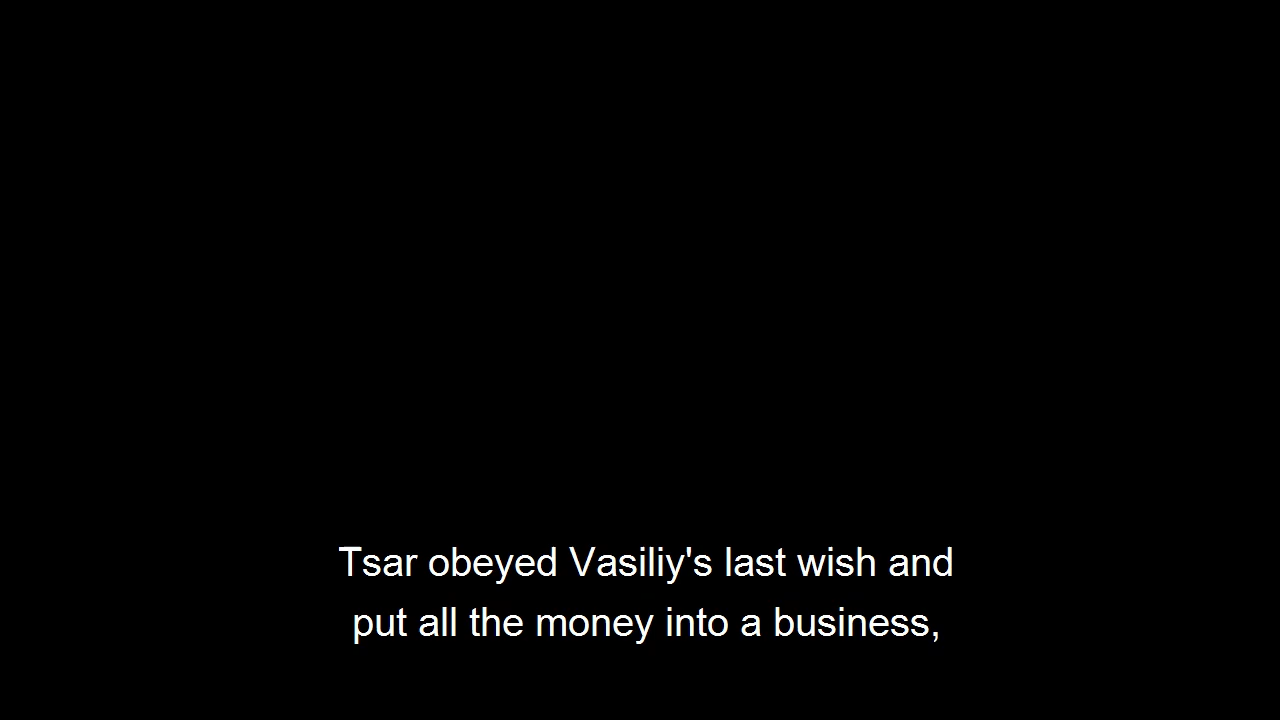 Tsar obeyed Vasiliy's last wish and
put all the money into a business,